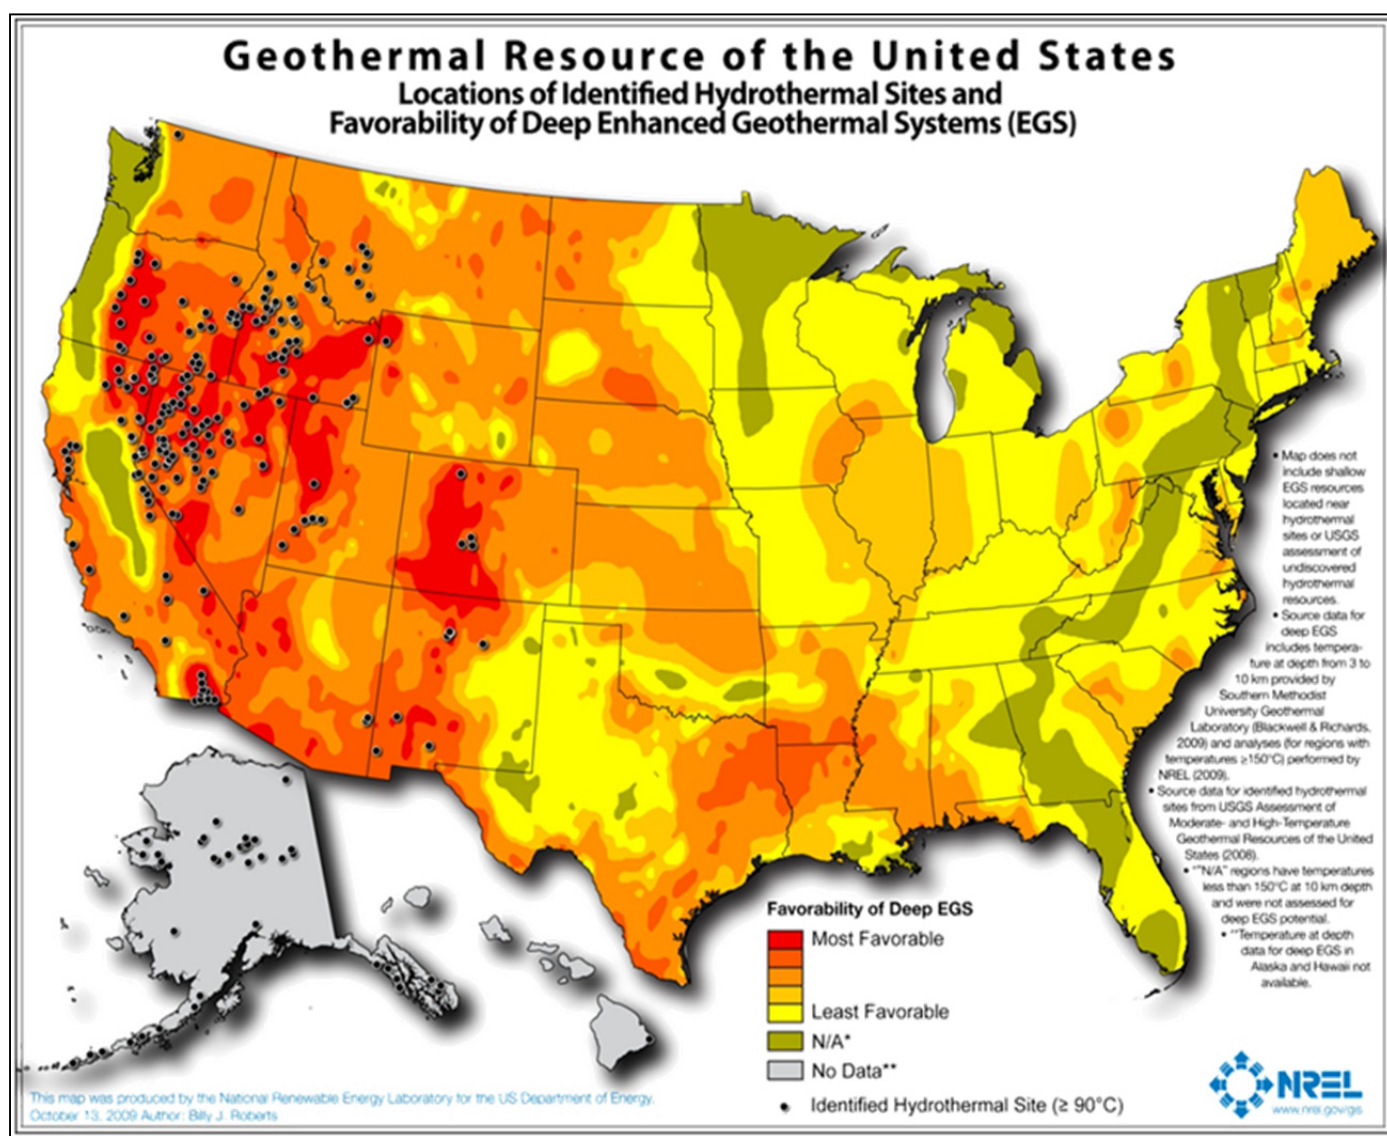 Geothermal Resource of the United States
Locations of Identified Hydrothermal Sites and
Favorability of Deep Enhanced Geothermal Systems (EGS)
• Map does not
include shallow
EGS resources
located near
hydrothermal
sites or USGS
assessment of
undiscovered
hydrothermal
resources.
• Source data for
deep EGS
includes tempera-
ture at depth from 3 to
10 km provided by
Southern Methodist
University Geothermal
Laboratory (Blackwell & Richards,
2009) and analyses (for regions with
temperatures ≥150°C) performed by
NREL (2009).
• Source data for identified hydrothermal
sites from USGS Assessment of
Moderate- and High-Temperature
Geothermal Resources of the United
States (2008).
• *"N/A" regions have temperatures
less than 150°C at 10 km depth
and were not assessed for
deep EGS potential.
• **Temperature at depth
data for deep EGS in
Alaska and Hawaii not
available.
Favorability of Deep EGS
Most Favorable
Least Favorable
N/A*
No Data**
Identified Hydrothermal Site (≥ 90°C)
This map was produced by the National Renewable Energy Laboratory for the US Department of Energy.
October 13, 2009 Author: Billy J. Roberts
NREL
www.nrel.gov/gis